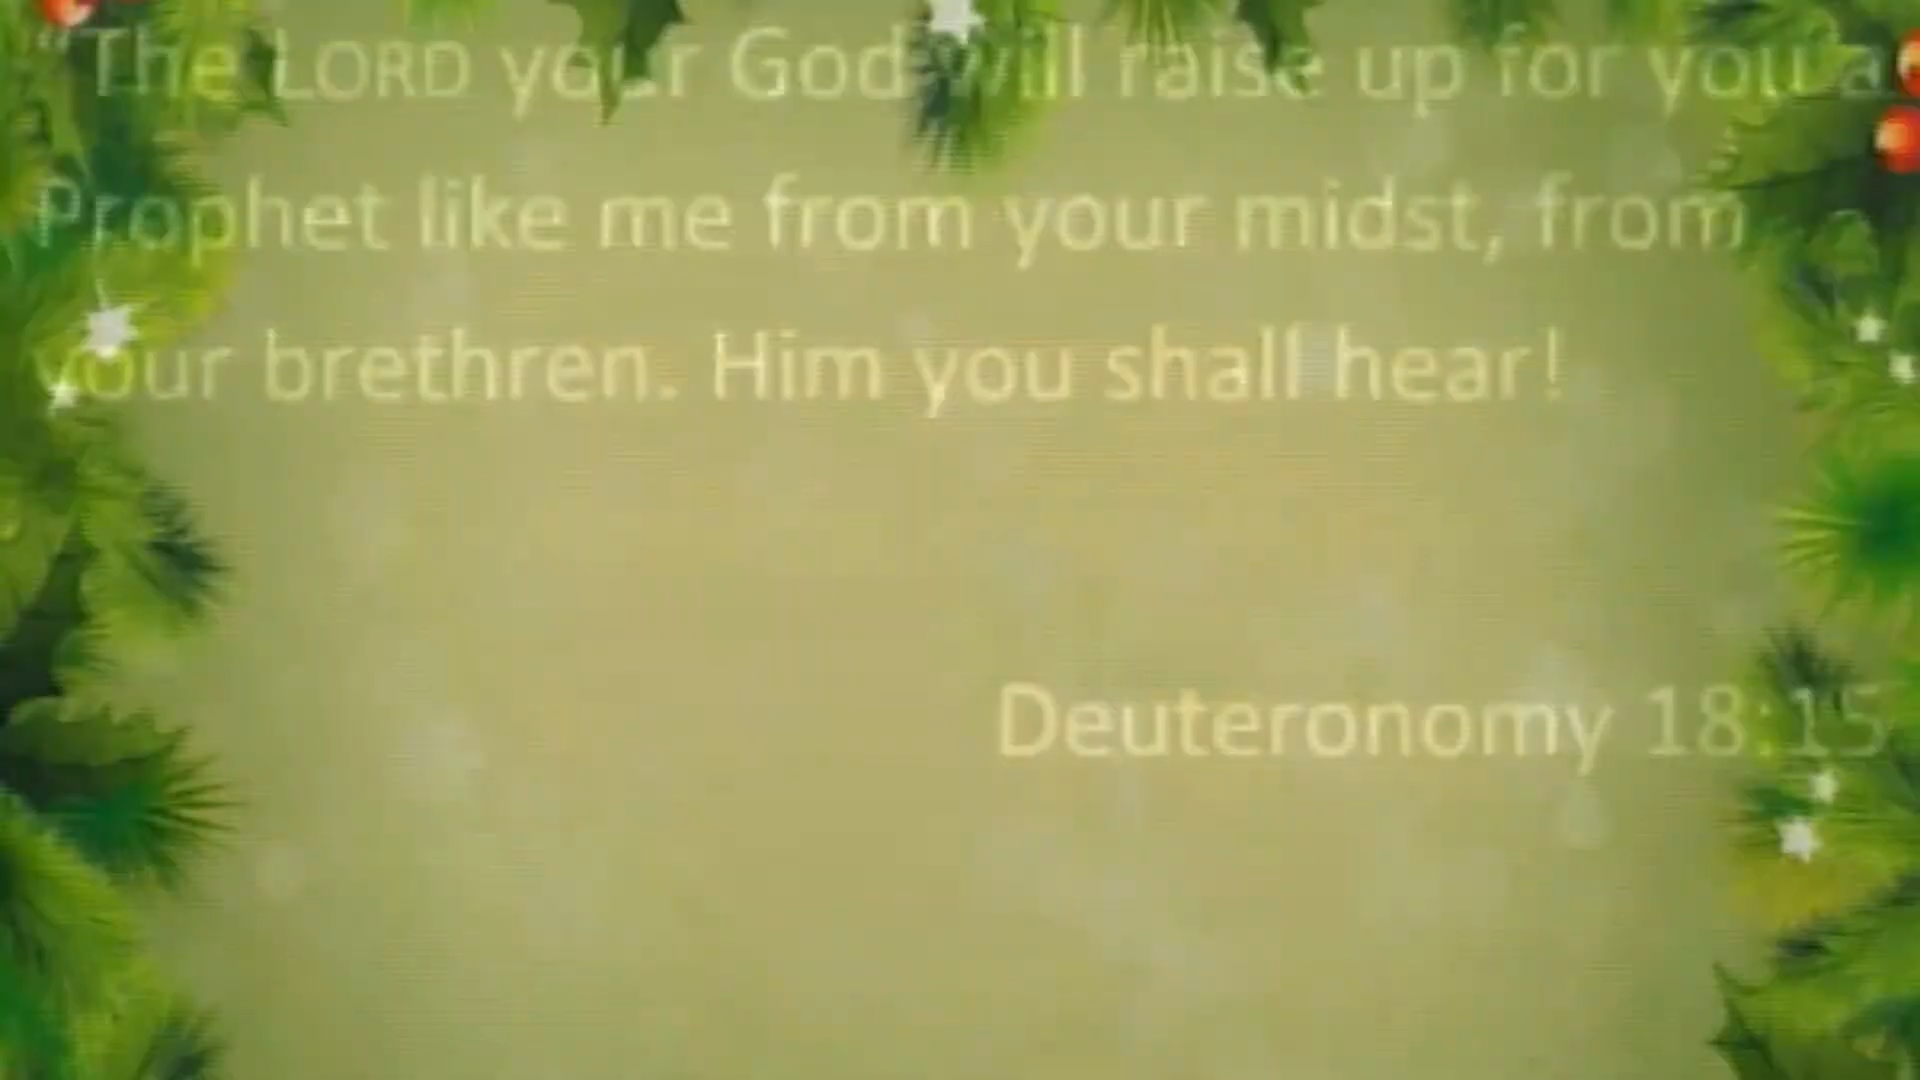 "The LORD your God will raise up for you a
Prophet like me from your midst, from
your brethren. Him you shall hear!
Deuteronomy 18:15